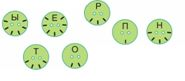 Ы Е Р П Н
Т О